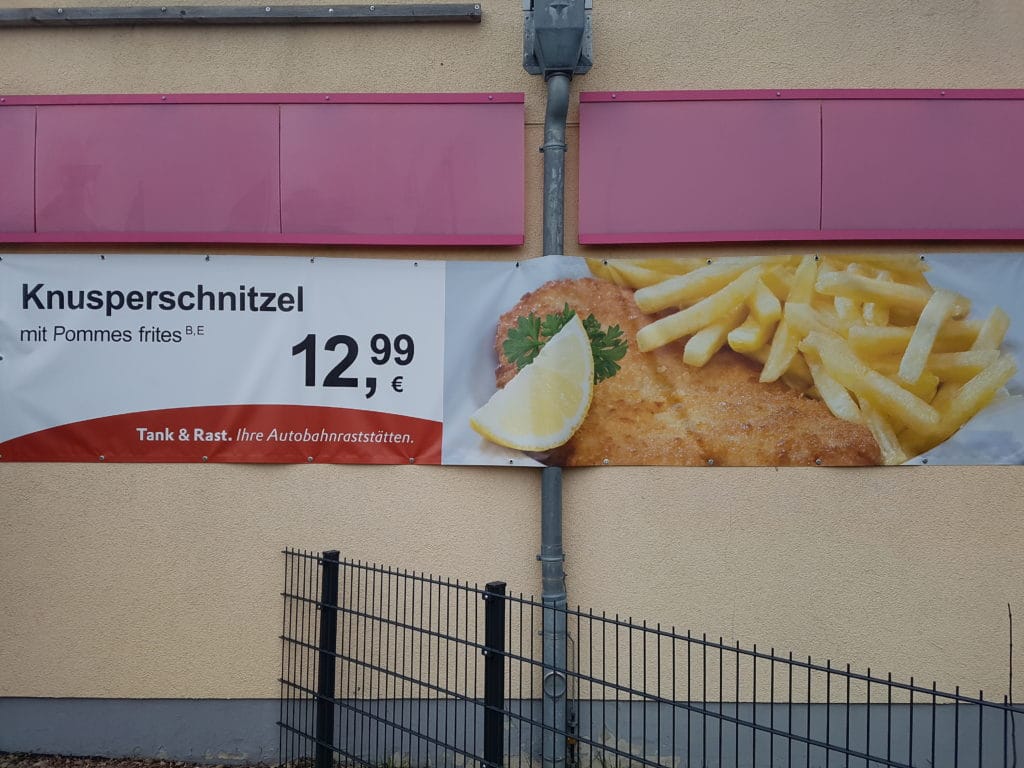 Knusperschnitzel
mit Pommes frites B,E
12,99
€
Tank & Rast. Ihre Autobahnraststätten.